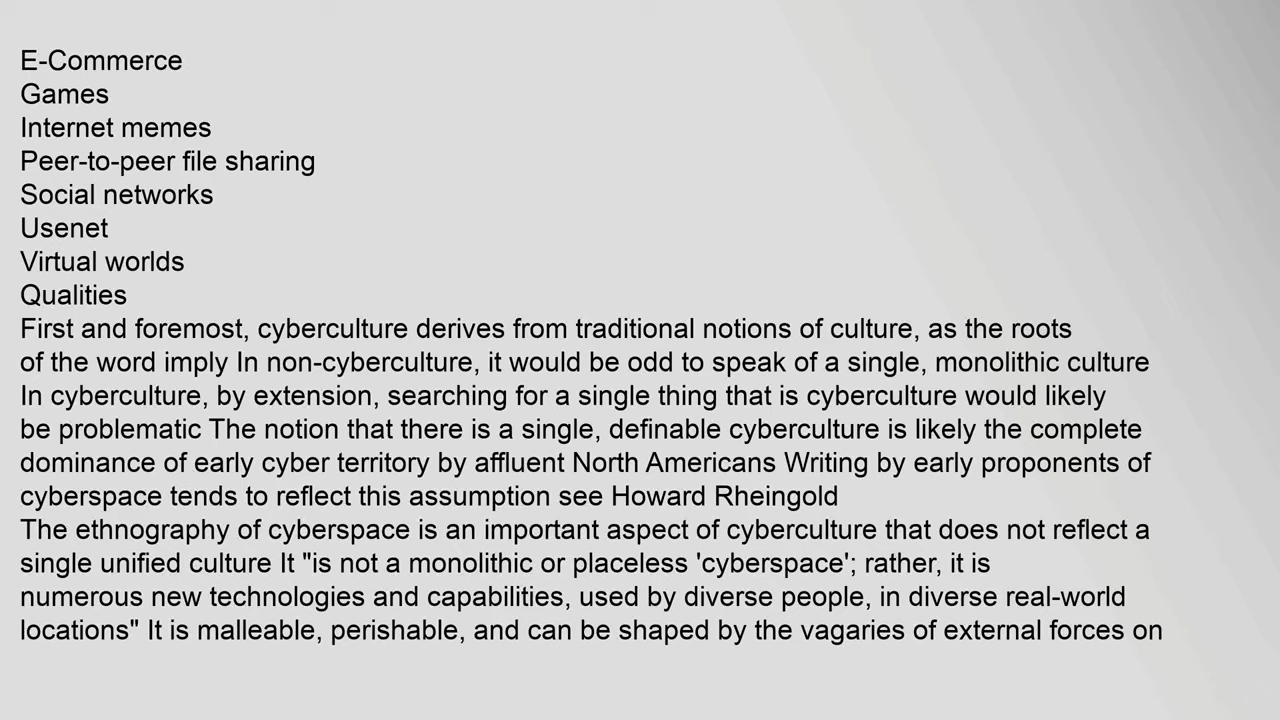 E-Commerce
Games
Internet memes
Peer-to-peer file sharing
Social networks
Usenet
Virtual worlds
Qualities
First and foremost, cyberculture derives from traditional notions of culture, as the roots
of the word imply In non-cyberculture, it would be odd to speak of a single, monolithic culture
In cyberculture, by extension, searching for a single thing that is cyberculture would likely
be problematic The notion that there is a single, definable cyberculture is likely the complete
dominance of early cyber territory by affluent North Americans Writing by early proponents of
cyberspace tends to reflect this assumption see Howard Rheingold
The ethnography of cyberspace is an important aspect of cyberculture that does not reflect a
single unified culture It "is not a monolithic or placeless 'cyberspace'; rather, it is
numerous new technologies and capabilities, used by diverse people, in diverse real-world
locations" It is malleable, perishable, and can be shaped by the vagaries of external forces on